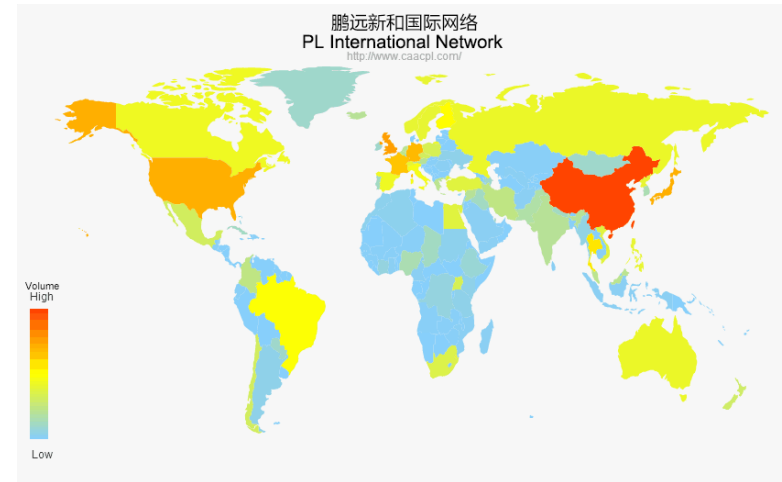 鹏远新和国际网络
PL International Network
http://www.caacpl.com/
Volume
High
Low